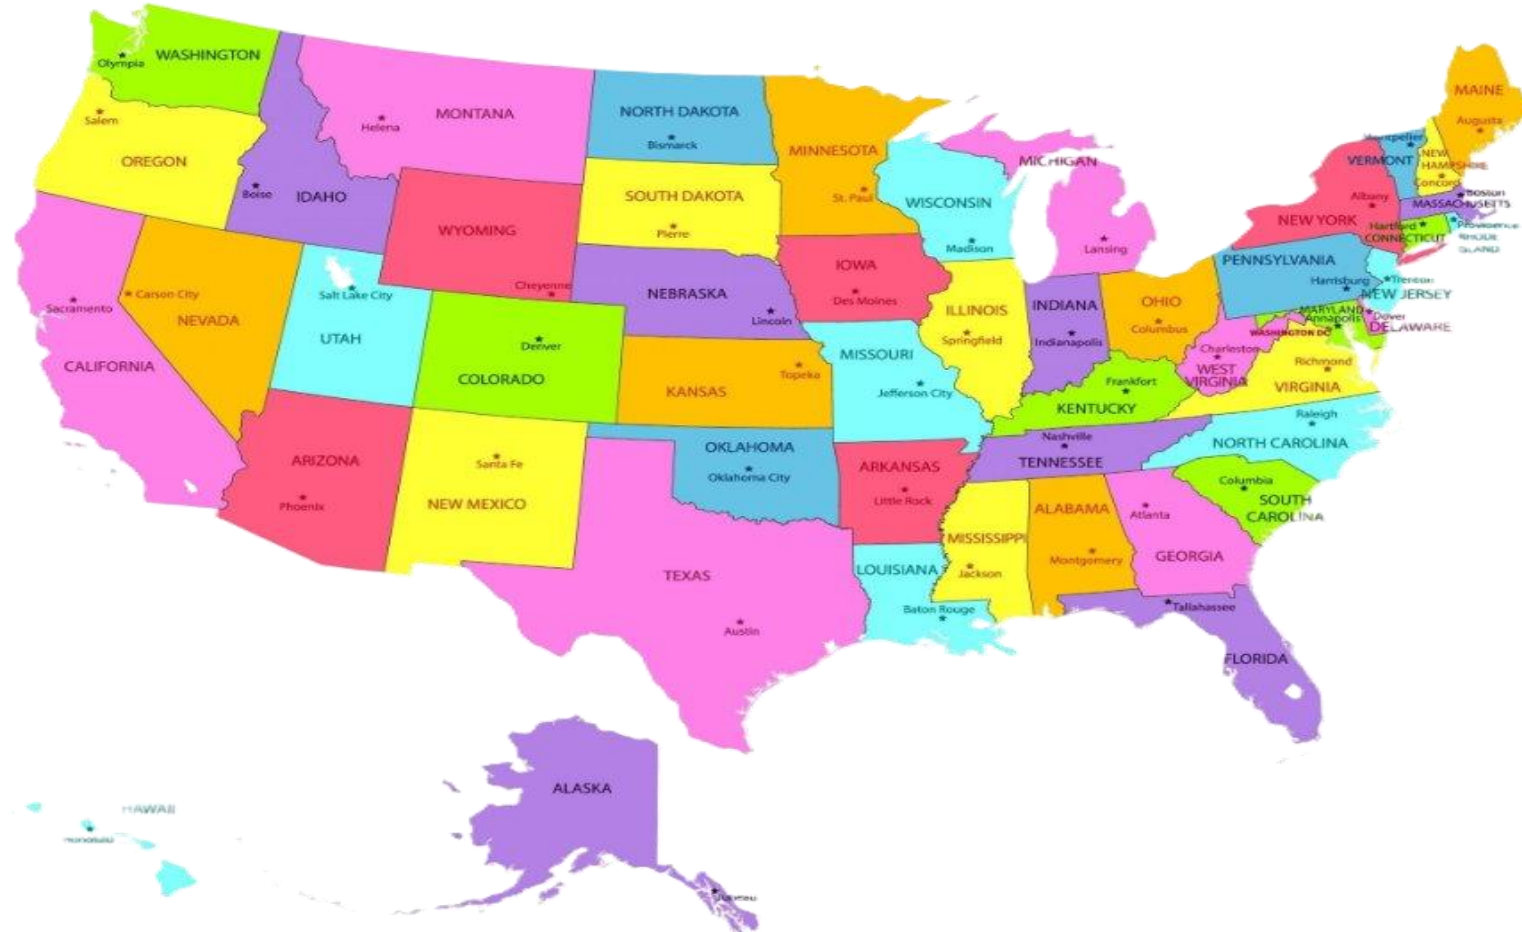 WASHINGTON
Olympia
MONTANA
Helena
NORTH DAKOTA
Bismarck
MINNESOTA
St. Paul
MICHIGAN
Lansing
MAINE
Augusta
Montpelier
VERMONT
NEW
HAMPSHIRE
Concord
OREGON
Salem
IDAHO
Boise
WYOMING
Cheyenne
SOUTH DAKOTA
Pierre
WISCONSIN
Madison
NEW YORK
Albany
Boston
MASSACHUSETTS
Hartford
CONNECTICUT
Providence
RHODE
ISLAND
CALIFORNIA
Sacramento
NEVADA
Carson City
UTAH
Salt Lake City
COLORADO
Denver
NEBRASKA
Lincoln
IOWA
Des Moines
ILLINOIS
Springfield
INDIANA
Indianapolis
OHIO
Columbus
PENNSYLVANIA
Harrisburg
Trenton
NEW JERSEY
MARYLAND
Annapolis
WASHINGTON DC
Dover
DELAWARE
KANSAS
Topeka
MISSOURI
Jefferson City
KENTUCKY
Frankfort
Charleston
WEST
VIRGINIA
Richmond
VIRGINIA
ARIZONA
Phoenix
NEW MEXICO
Santa Fe
OKLAHOMA
Oklahoma City
ARKANSAS
Little Rock
TENNESSEE
Nashville
Raleigh
NORTH CAROLINA
Columbia
SOUTH
CAROLINA
TEXAS
Austin
LOUISIANA
Baton Rouge
MISSISSIPPI
Jackson
ALABAMA
Montgomery
Atlanta
GEORGIA
Tallahassee
FLORIDA
ALASKA
Juneau
HAWAII
Honolulu